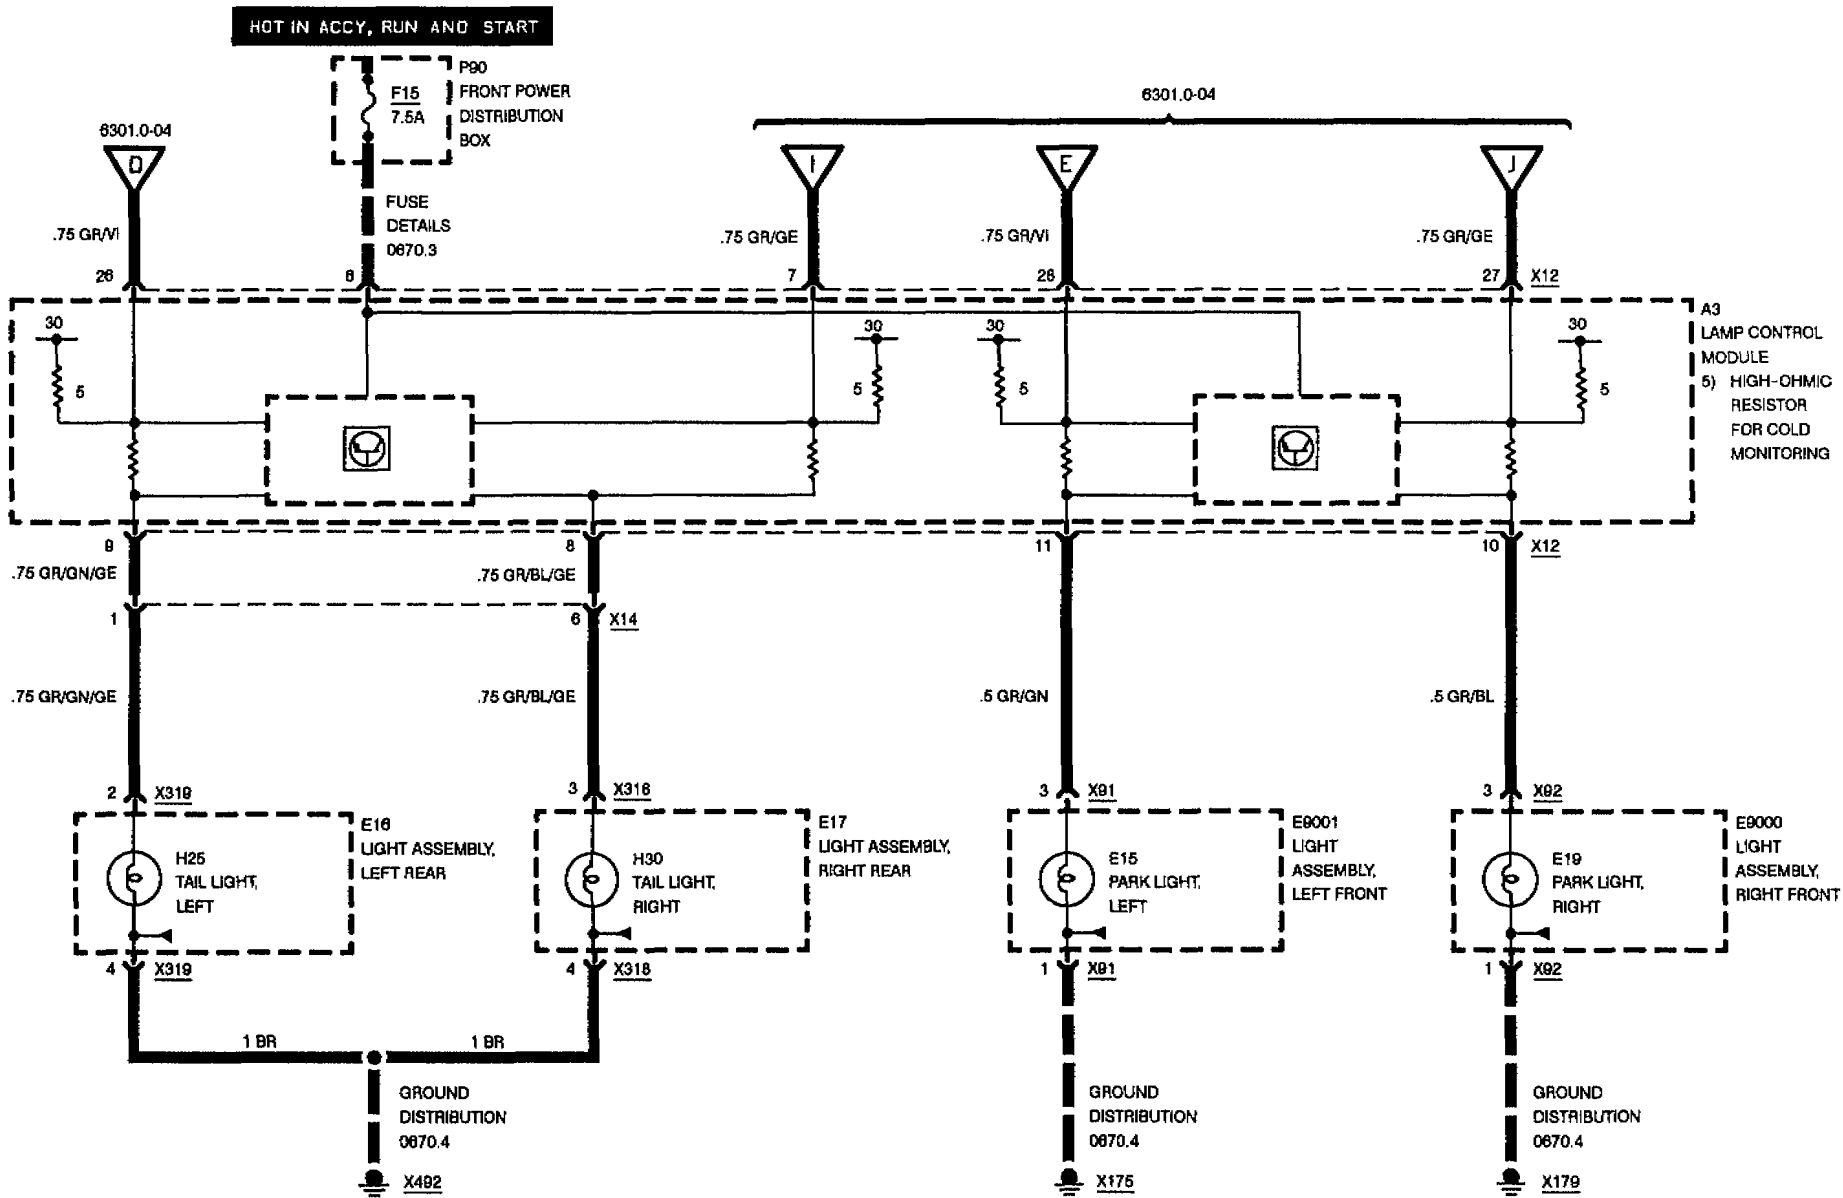 HOT IN ACCY, RUN AND START
P90
FRONT POWER
DISTRIBUTION
BOX
F15
7.5A
6301.0-04
6301.0-04
D
I
E
J
FUSE
DETAILS
0670.3
.75 GR/VI
.75 GR/GE
.75 GR/VI
.75 GR/GE
26
6
7
28
27
X12
30
30
30
30
5
5
5
5
A3
LAMP CONTROL
MODULE
5) HIGH-OHMIC
RESISTOR
FOR COLD
MONITORING
9
8
11
10
X12
.75 GR/GN/GE
.75 GR/BL/GE
1
6
X14
.75 GR/GN/GE
.75 GR/BL/GE
.5 GR/GN
.5 GR/BL
2
X319
3
X318
3
X91
3
X92
E16
LIGHT ASSEMBLY,
LEFT REAR
H25
TAIL LIGHT,
LEFT
E17
LIGHT ASSEMBLY,
RIGHT REAR
H30
TAIL LIGHT,
RIGHT
E9001
LIGHT
ASSEMBLY,
LEFT FRONT
E15
PARK LIGHT,
LEFT
E9000
LIGHT
ASSEMBLY,
RIGHT FRONT
E19
PARK LIGHT,
RIGHT
4
X319
4
X318
1
X91
1
X92
1 BR
1 BR
GROUND
DISTRIBUTION
0670.4
GROUND
DISTRIBUTION
0670.4
GROUND
DISTRIBUTION
0670.4
X492
X175
X179